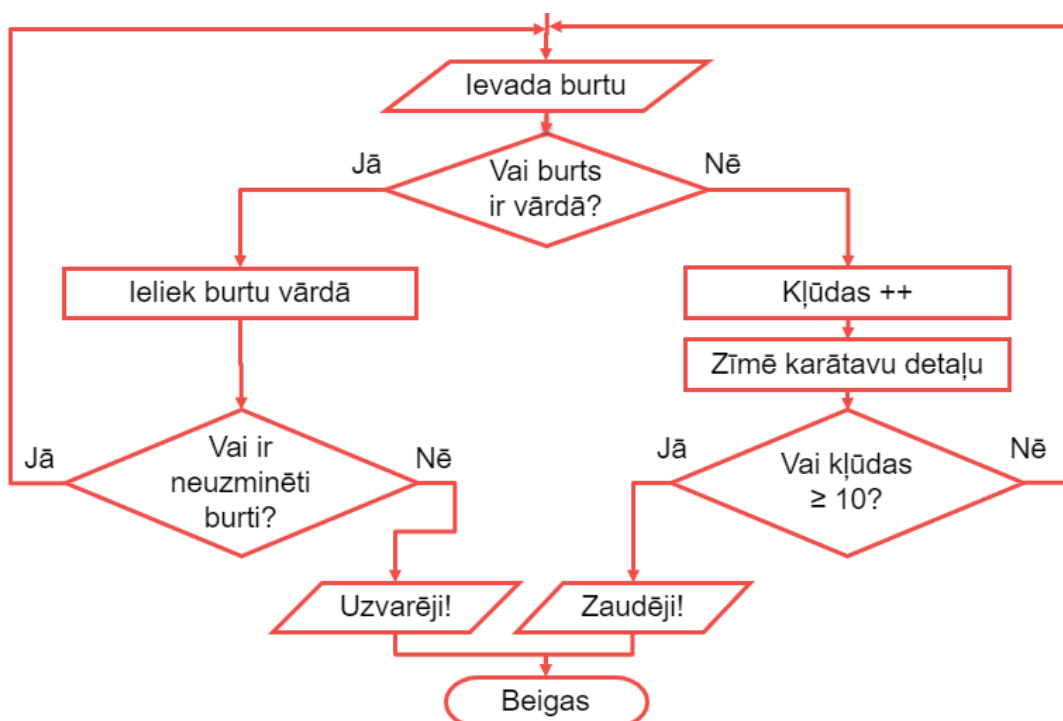 Ievada burtu
Jā
Vai burts
ir vārdā?
Nē
Ieliek burtu vārdā
Kļūdas ++
Zīmē karātavu detaļu
Jā
Vai ir
neuzminēti
burti?
Nē
Jā
Vai kļūdas
≥ 10?
Nē
Uzvarēji!
Zaudēji!
Beigas